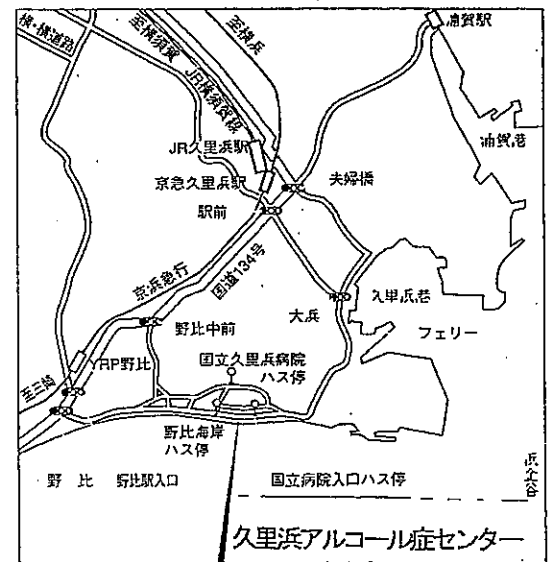 浦賀駅
横・横道路
至横須賀
至横浜
JR横須賀線
浦賀港
JR久里浜駅
京急久里浜駅
夫婦橋
駅前
京浜急行
国道134号
久里浜港
大浜
野比中前
フェリー
YRP野比
国立久里浜病院
バス停
至三崎
野比海岸
バス停
野比
野比駅入口
国立病院入口バス停
久里浜アルコール症センター